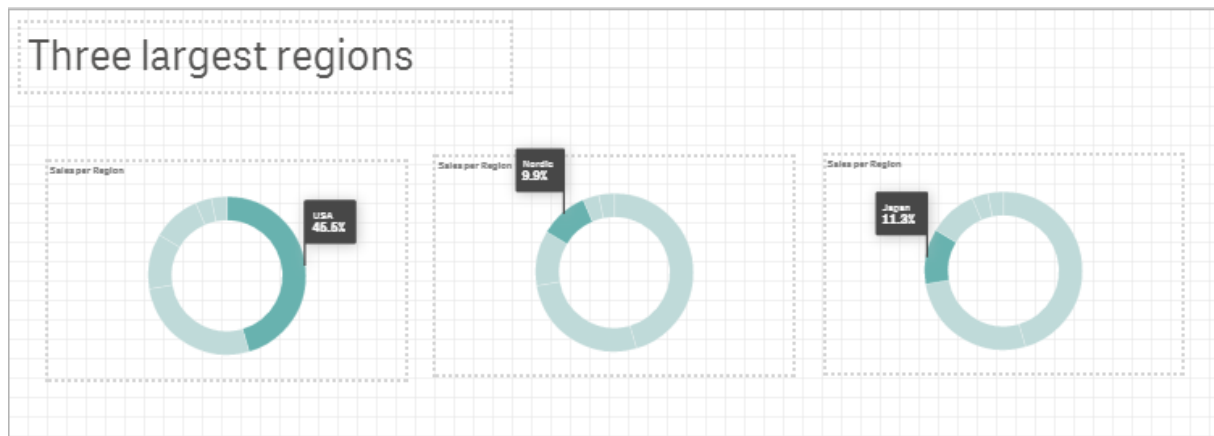 Three largest regions
Sales per Region
USA
45.5%
Sales per Region
Nordic
9.9%
Sales per Region
Japan
11.3%